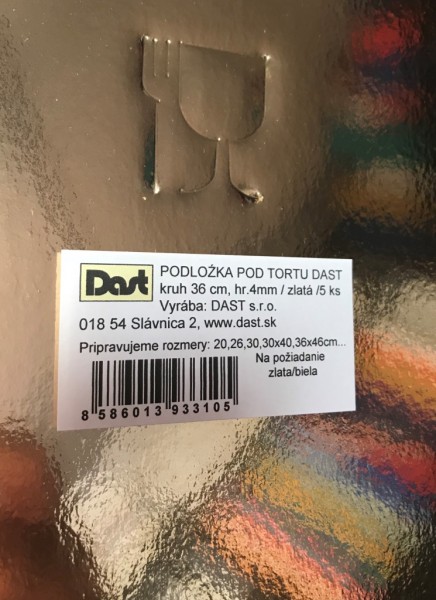 Dast
PODLOŽKA POD TORTU DAST
kruh 36 cm, hr.4mm / zlatá /5 ks
Vyrába: DAST s.r.o.
018 54 Slávnica 2, www.dast.sk
Pripravujeme rozmery: 20,26,30,30x40,36x46cm...
Na požiadanie
zlata/biela
8 586013 933105